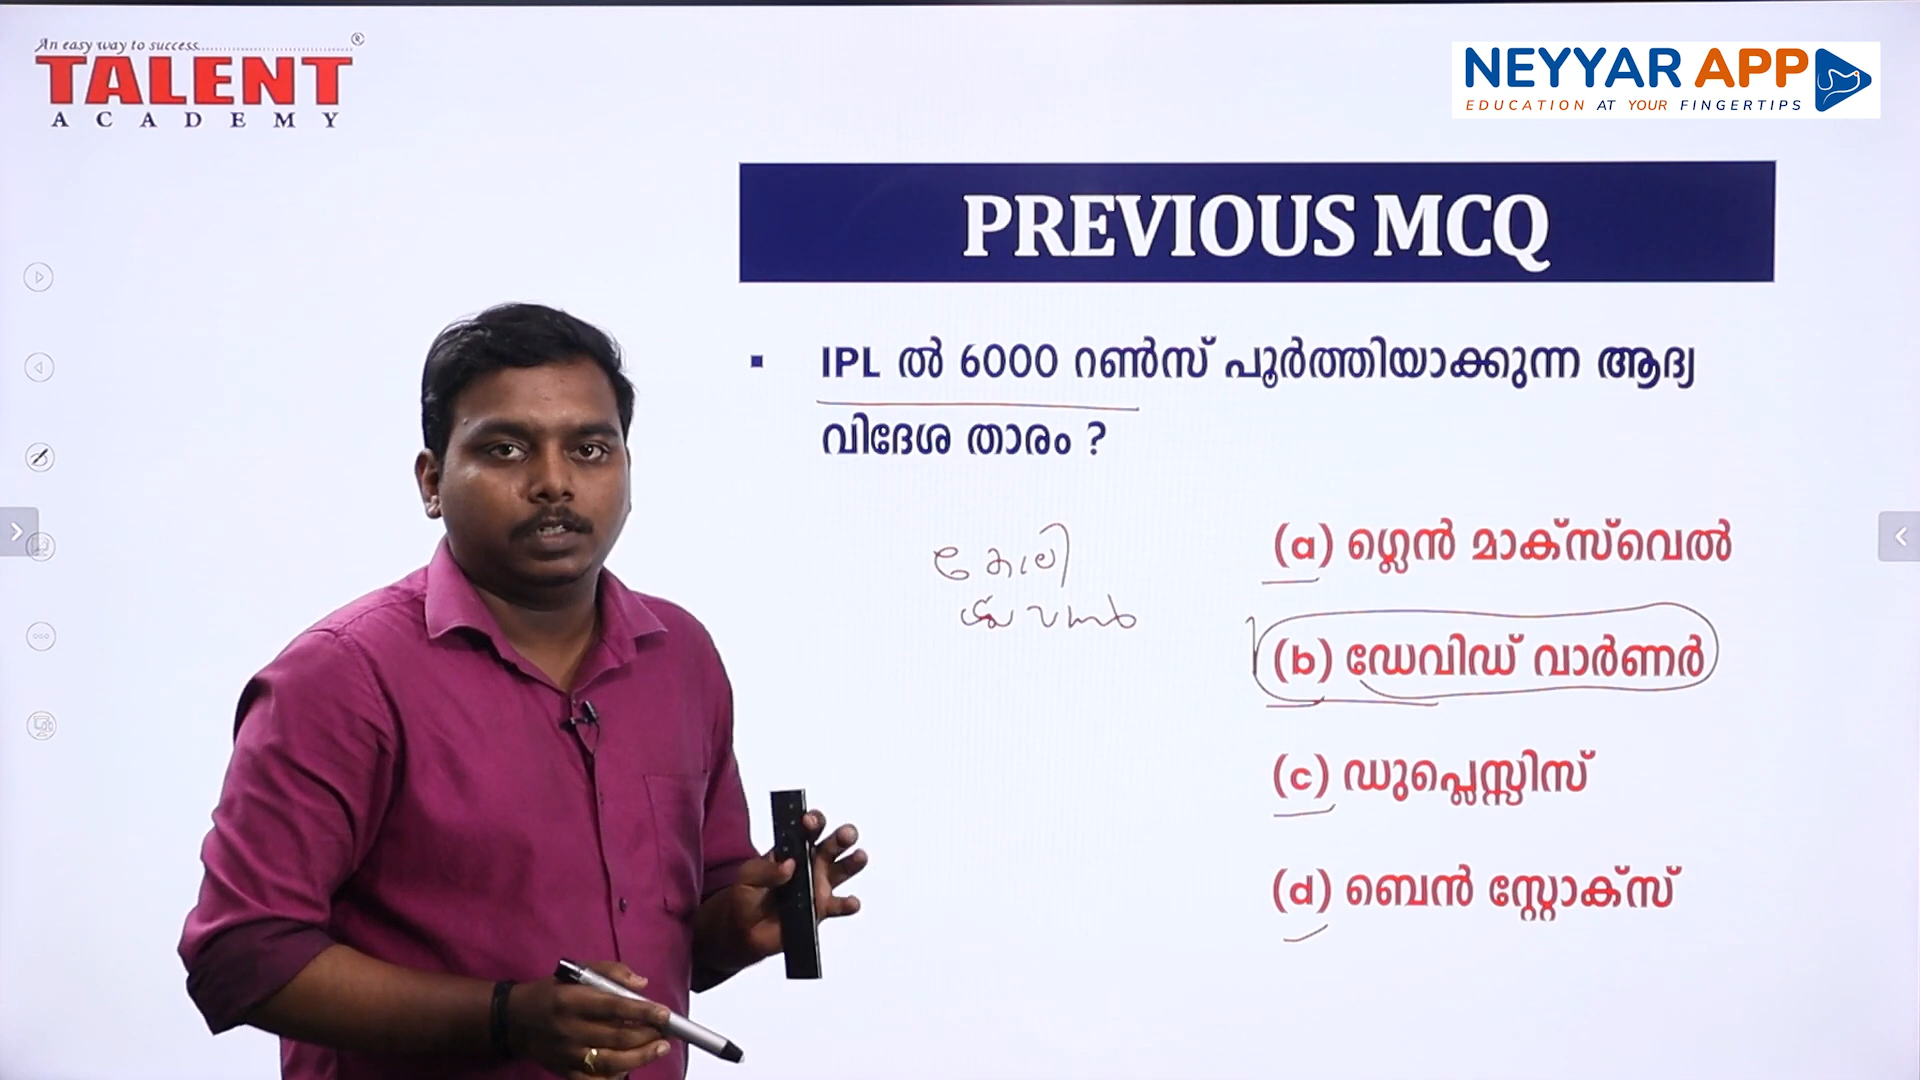 An easy way to success
TALENT
ACADEMY
NEYYAR APP
EDUCATION AT YOUR FINGERTIPS
PREVIOUS MCQ
▪ IPL ൽ 6000 റൺസ് പൂർത്തിയാക്കുന്ന ആദ്യ
വിദേശ താരം ?
കോലി
(a) ഗ്ലെൻ മാക്സ്‌വെൽ
(b) ഡേവിഡ് വാർണർ
(c) ഡുപ്ലെസ്സിസ്
(d) ബെൻ സ്റ്റോക്സ്